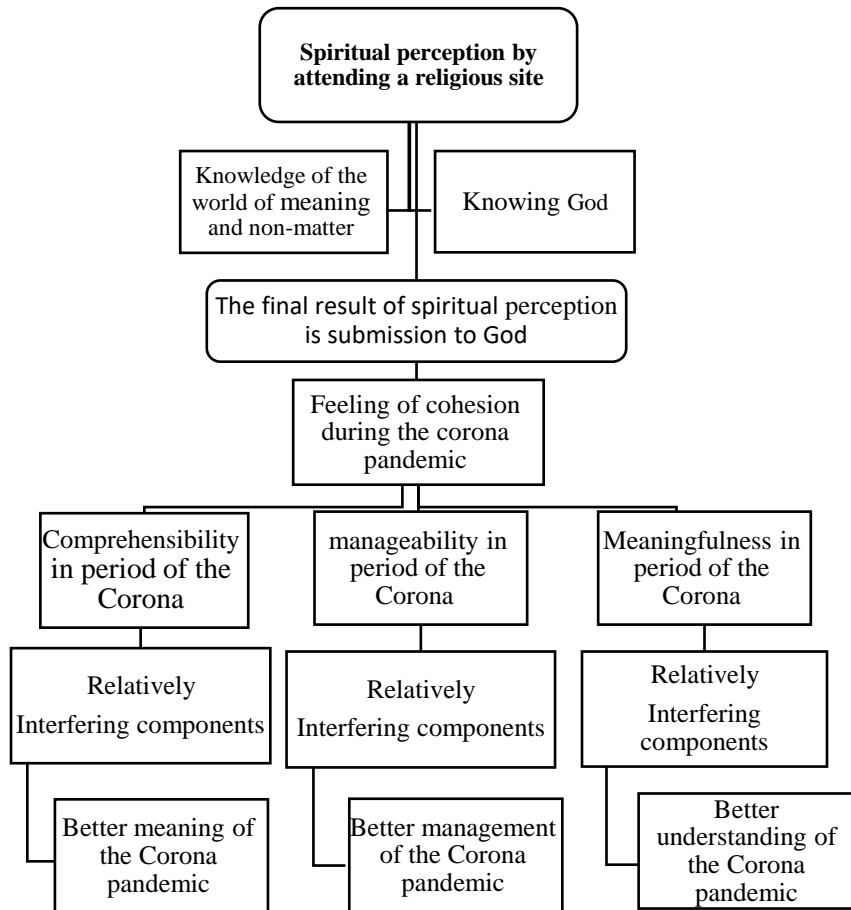 Spiritual perception by
attending a religious site
Knowledge of the
world of meaning
and non-matter
Knowing God
The final result of spiritual perception
is submission to God
Feeling of cohesion
during the corona
pandemic
Comprehensibility
in period of the
Corona
manageability in
period of the
Corona
Meaningfulness in
period of the
Corona
Relatively
Interfering components
Relatively
Interfering components
Relatively
Interfering
components
Better meaning of
the Corona
pandemic
Better management
of the Corona
pandemic
Better
understanding of
the Corona
pandemic